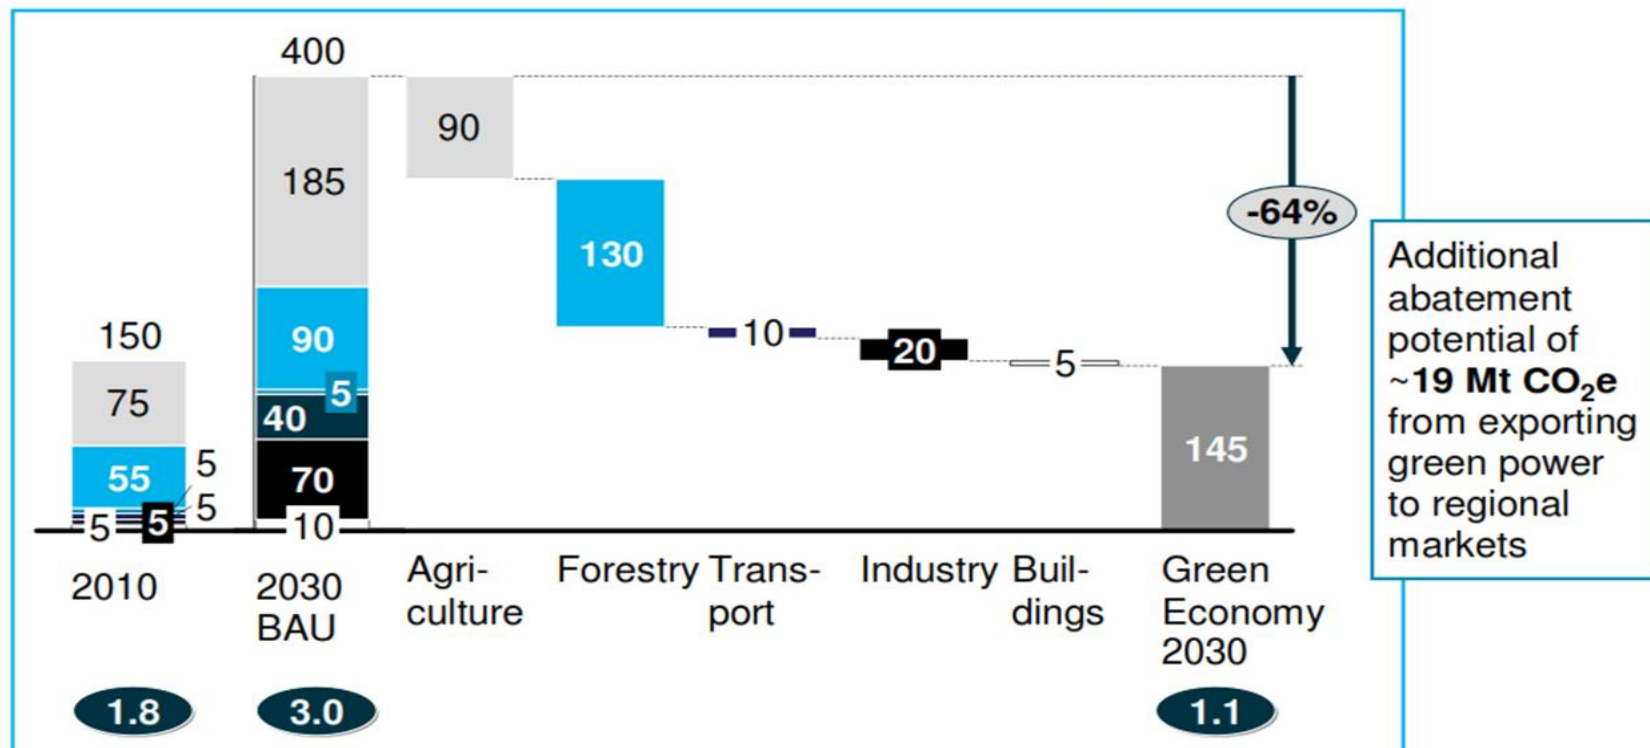 400
90
185
130
-64%
Additional
abatement
potential of
~19 Mt CO₂e
from exporting
green power
to regional
markets
90
10
20
5
5
40
70
10
150
75
55
5
5
5
5
145
2010
2030
BAU
Agri-
culture
Forestry
Trans-
port
Industry
Buil-
dings
Green
Economy
2030
1.8
3.0
1.1